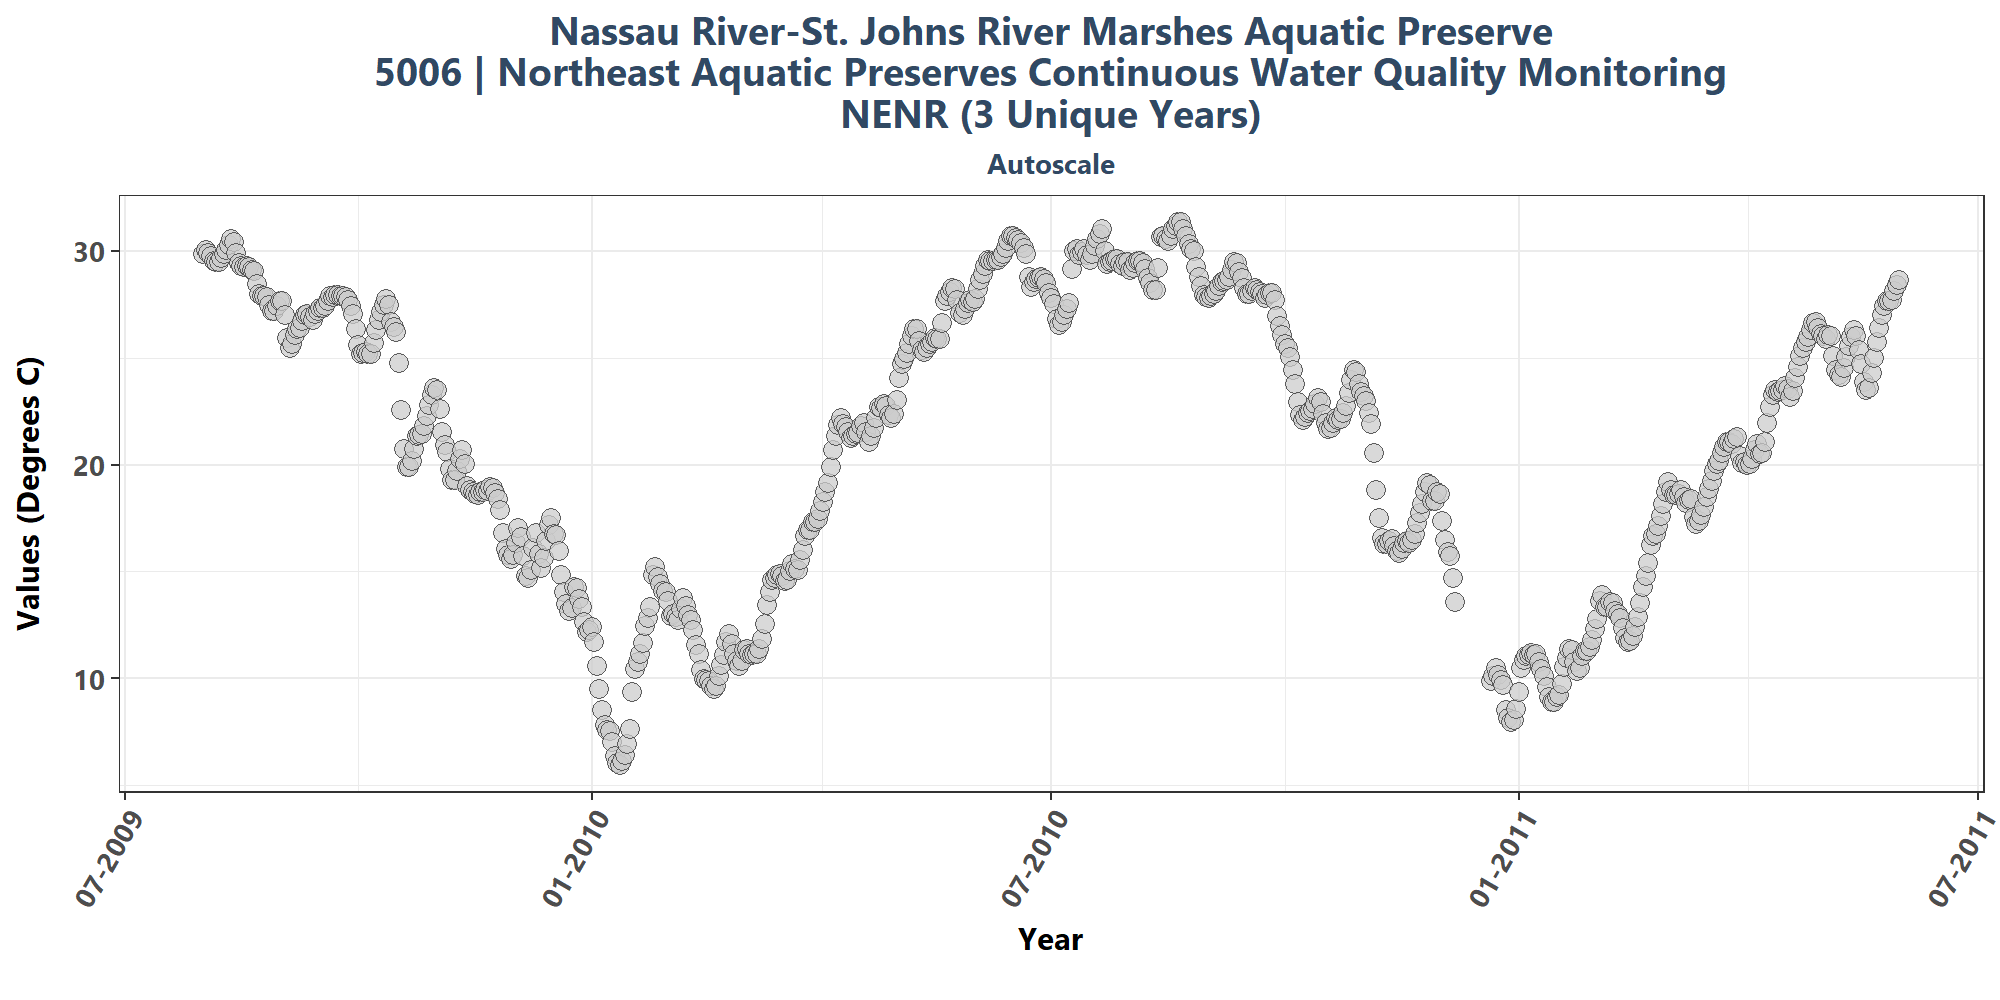 Nassau River-St. Johns River Marshes Aquatic Preserve
5006 | Northeast Aquatic Preserves Continuous Water Quality Monitoring
NENR (3 Unique Years)
Autoscale
Values (Degrees C)
30
20
10
07-2009
01-2010
07-2010
01-2011
07-2011
Year